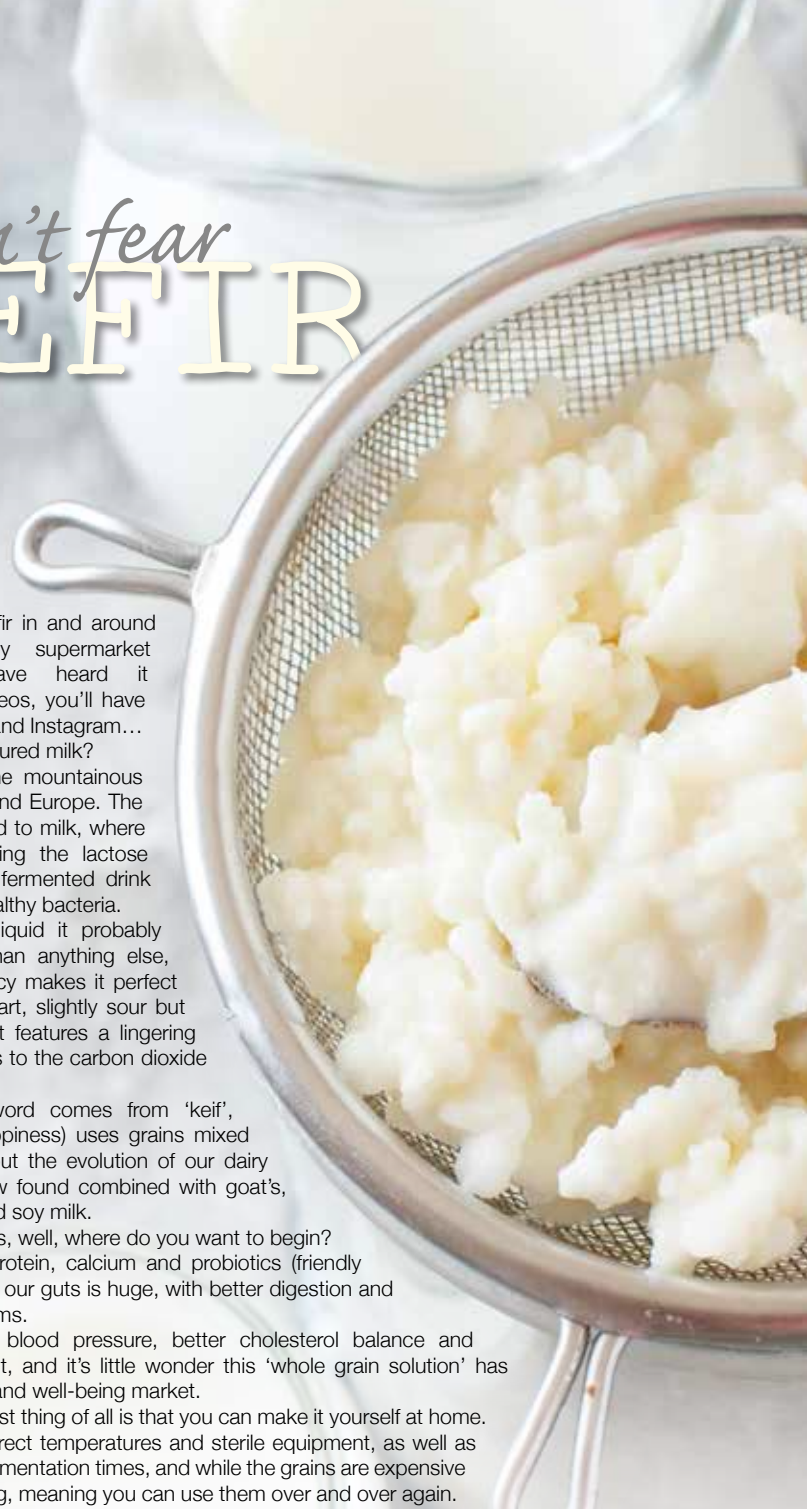 't fear
EFIR
fir in and around
y supermarket
ave heard it
eos, you'll have
nd Instagram…
ured milk?
e mountainous
nd Europe. The
d to milk, where
ing the lactose
fermented drink
althy bacteria.
iquid it probably
han anything else,
cy makes it perfect
art, slightly sour but
t features a lingering
s to the carbon dioxide
word comes from 'keif',
ppiness) uses grains mixed
ut the evolution of our dairy
w found combined with goat's,
d soy milk.
s, well, where do you want to begin?
rotein, calcium and probiotics (friendly
our guts is huge, with better digestion and
ms.
blood pressure, better cholesterol balance and
t, and it's little wonder this 'whole grain solution' has
and well-being market.
st thing of all is that you can make it yourself at home.
rect temperatures and sterile equipment, as well as
mentation times, and while the grains are expensive
g, meaning you can use them over and over again.